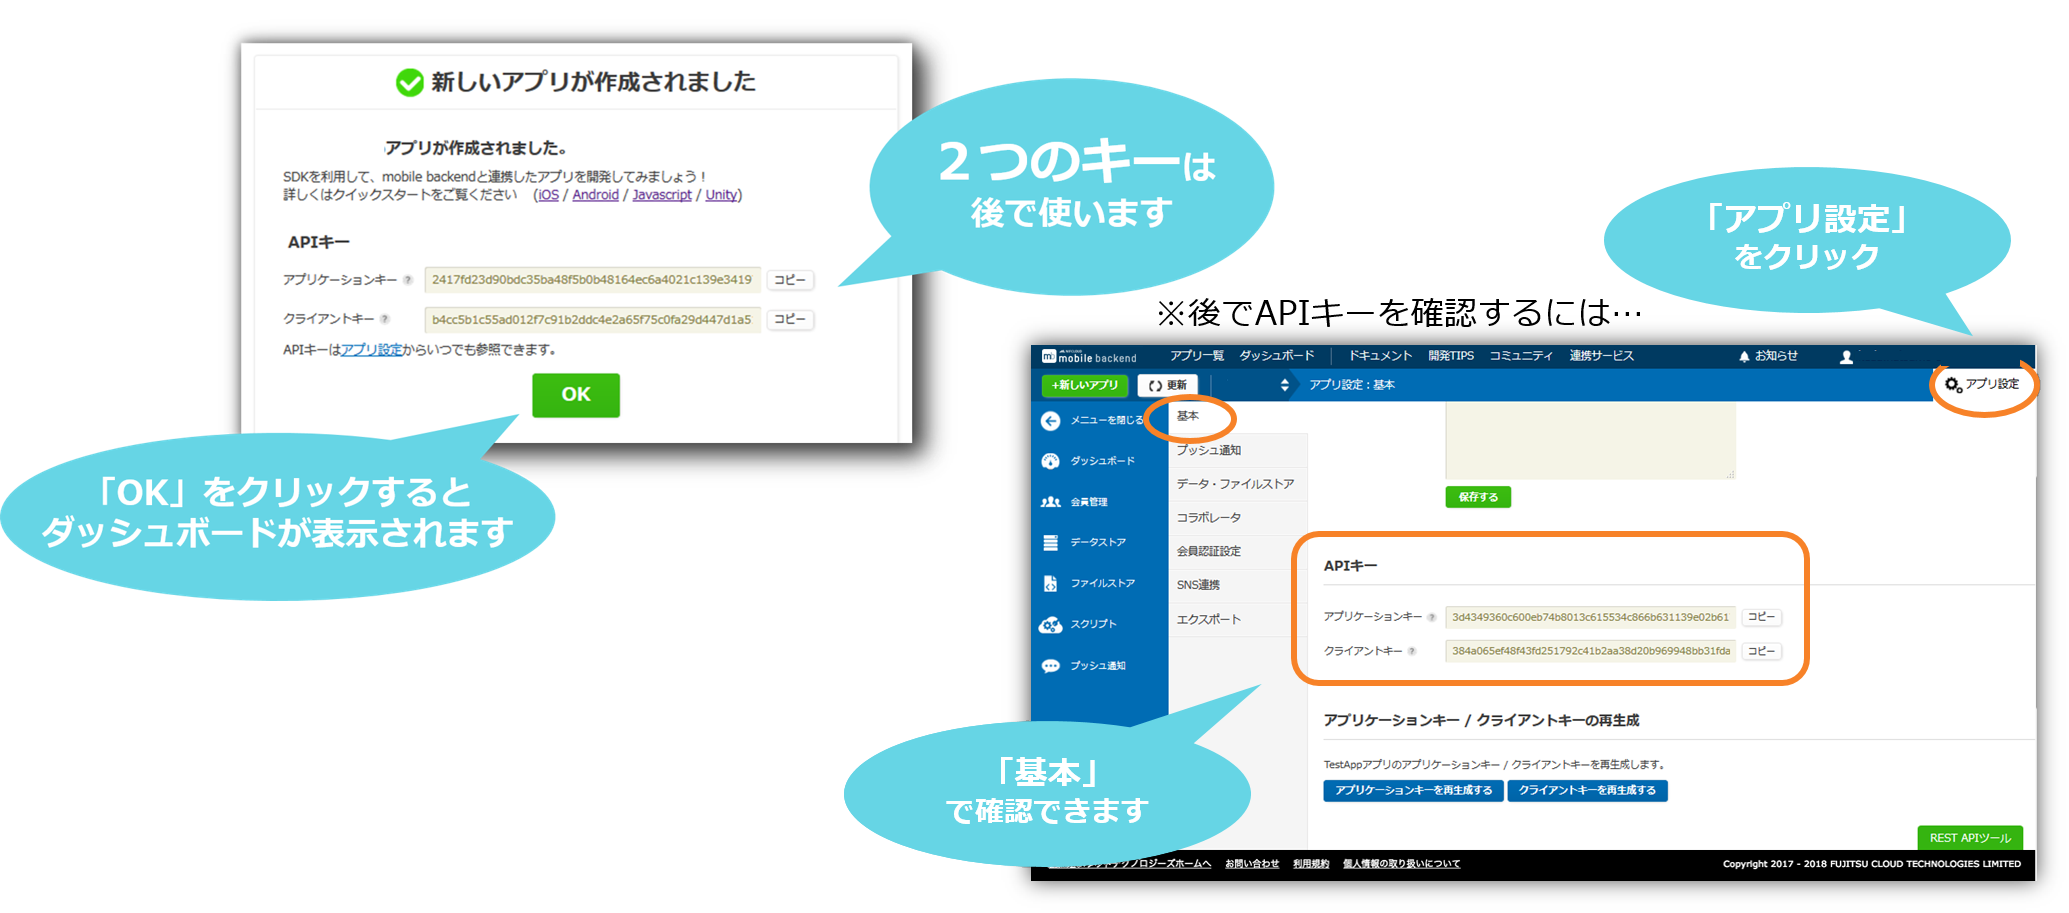 新しいアプリが作成されました
アプリが作成されました。
SDKを利用して、mobile backendと連携したアプリを開発してみましょう！
詳しくはクイックスタートをご覧ください (iOS / Android / Javascript / Unity)
APIキー
アプリケーションキー ? 2417fd23d90bdc35ba48f5b0b48164ec6a4021c139e3419 コピー
クライアントキー ? b4cc5b1c55ad012f7c91b2ddc4e2a65f75c0fa29d447d1a5 コピー
APIキーはアプリ設定からいつでも参照できます。
OK
２つのキーは
後で使います
「OK」をクリックすると
ダッシュボードが表示されます
「アプリ設定」
をクリック
※後でAPIキーを確認するには…
mb mobile backend アプリ一覧 ダッシュボード ドキュメント 開発TIPS コミュニティ 連携サービス お知らせ
+新しいアプリ 更新 アプリ設定：基本 アプリ設定
メニューを閉じる
ダッシュボード
会員管理
データストア
ファイルストア
スクリプト
プッシュ通知
基本
プッシュ通知
データ・ファイルストア
コラボレータ
会員認証設定
SNS連携
エクスポート
保存する
APIキー
アプリケーションキー ? 3d4349360c600eb74b8013c615534c866b631139e02b61 コピー
クライアントキー ? 384a065ef48f43fd251792c41b2aa38d20b969948bb31fda コピー
アプリケーションキー / クライアントキーの再生成
TestAppアプリのアプリケーションキー / クライアントキーを再生成します。
アプリケーションキーを再生成する クライアントキーを再生成する
「基本」
で確認できます
REST APIツール
ジーズホームへ お問い合わせ 利用規約 個人情報の取り扱いについて
Copyright 2017 - 2018 FUJITSU CLOUD TECHNOLOGIES LIMITED